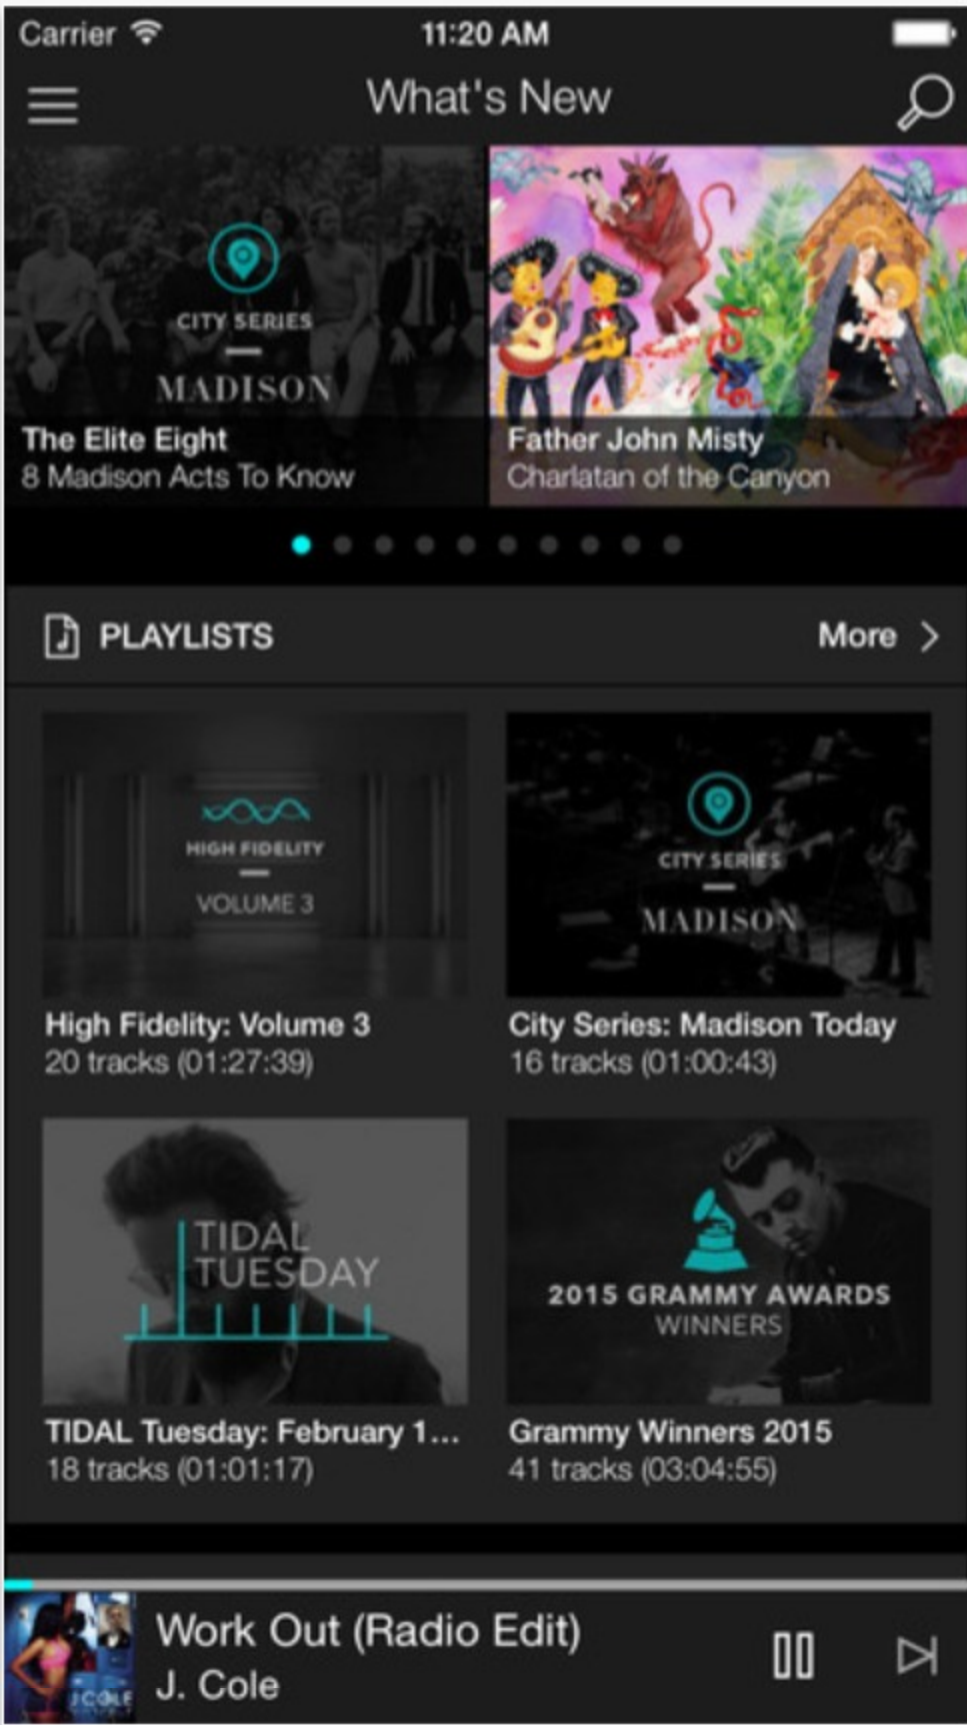 Carrier 11:20 AM
What's New
CITY SERIES
MADISON
The Elite Eight
8 Madison Acts To Know
Father John Misty
Charlatan of the Canyon
PLAYLISTS More
HIGH FIDELITY
VOLUME 3
High Fidelity: Volume 3
20 tracks (01:27:39)
CITY SERIES
MADISON
City Series: Madison Today
16 tracks (01:00:43)
TIDAL
TUESDAY
TIDAL Tuesday: February 1...
18 tracks (01:01:17)
2015 GRAMMY AWARDS
WINNERS
Grammy Winners 2015
41 tracks (03:04:55)
J COLE
Work Out (Radio Edit)
J. Cole